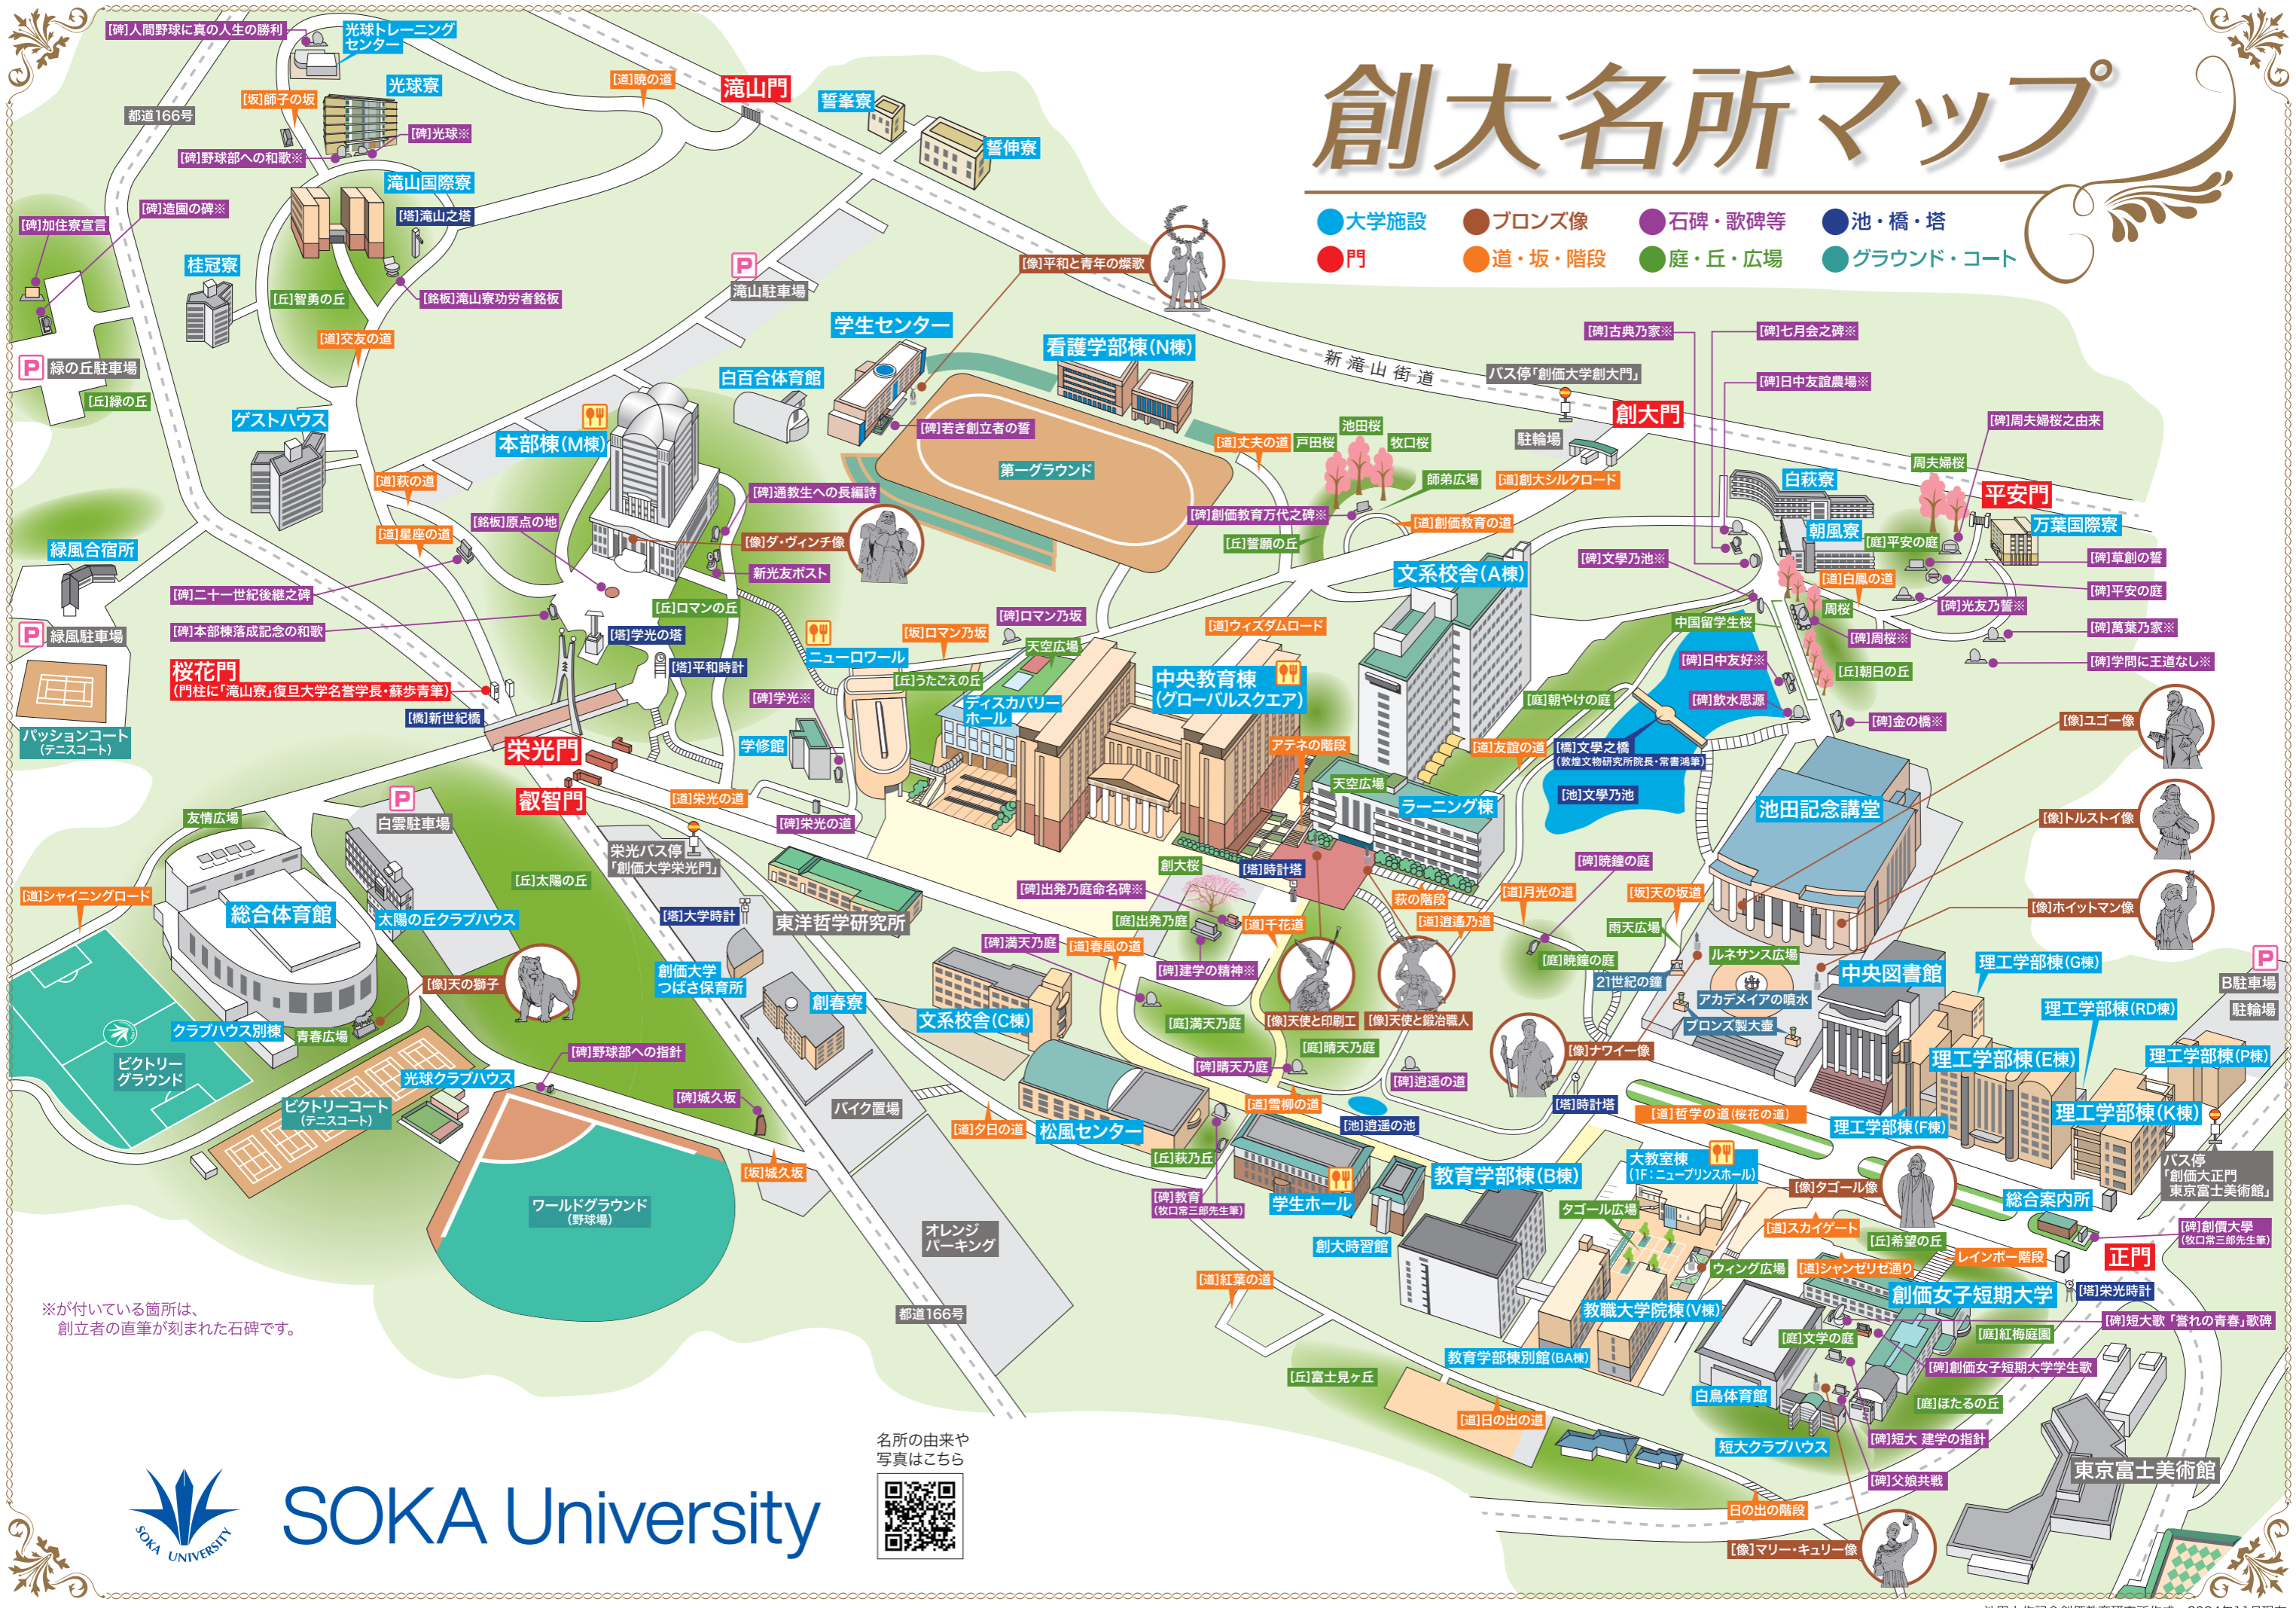 創大名所マップ
大学施設
ブロンズ像
石碑・歌碑等
池・橋・塔
門
道・坂・階段
庭・丘・広場
グラウンド・コート
[碑]人間野球に真の人生の勝利
光球トレーニング
センター
光球寮
[坂]師子の坂
[碑]光球※
都道166号
[碑]野球部への和歌※
[道]暁の道
滝山門
誓峯寮
誓伸寮
滝山国際寮
[塔]滝山之塔
[碑]造園の碑※
[碑]加住寮宣言
桂冠寮
[丘]智勇の丘
[銘板]滝山寮功労者銘板
[道]交友の道
P
緑の丘駐車場
[丘]緑の丘
P
滝山駐車場
[像]平和と青年の燦歌
新滝山街道
学生センター
看護学部棟(N棟)
白百合体育館
[碑]若き創立者の誓
第一グラウンド
バス停「創価大学創大門」
創大門
駐輪場
[碑]古典乃家※
[碑]七月会之碑※
[碑]日中友誼農場※
[碑]周夫婦桜之由来
周夫婦桜
平安門
白萩寮
朝風寮
[庭]平安の庭
万葉国際寮
[碑]草創の誓
[碑]平安の庭
[道]白鳳の道
[碑]光友乃誓※
[碑]萬葉乃家※
[碑]学問に王道なし※
周桜
[碑]周桜※
[丘]朝日の丘
[道]丈夫の道
戸田桜
池田桜
牧口桜
師弟広場
[道]創大シルクロード
[碑]創価教育万代之碑※
[道]創価教育の道
[丘]誓願の丘
[碑]文學乃池※
文系校舎(A棟)
中国留学生桜
[碑]日中友好※
[碑]飲水思源
[碑]金の橋※
ゲストハウス
本部棟(M棟)
[道]萩の道
[碑]通教生への長編詩
[銘板]原点の地
[像]ダ・ヴィンチ像
[道]星座の道
新光友ポスト
緑風合宿所
P
緑風駐車場
[碑]二十一世紀後継之碑
[碑]本部棟落成記念の和歌
[丘]ロマンの丘
[塔]学光の塔
[塔]平和時計
桜花門
(門柱に「滝山寮」復旦大学名誉学長・蘇歩青筆)
[橋]新世紀橋
パッションコート
(テニスコート)
栄光門
叡智門
[道]栄光の道
[碑]栄光の道
[碑]学光※
学修館
ニューロワール
[坂]ロマン乃坂
[碑]ロマン乃坂
天空広場
[丘]うたごえの丘
ディスカバリー
ホール
[道]ウィズダムロード
中央教育棟
(グローバルスクエア)
アテネの階段
[庭]朝やけの庭
[道]友誼の道
[橋]文學之橋
(敦煌文物研究所院長・常書鴻筆)
[池]文學乃池
天空広場
ラーニング棟
池田記念講堂
[像]ユゴー像
[像]トルストイ像
[像]ホイットマン像
友情広場
P
白雲駐車場
[丘]太陽の丘
栄光バス停
「創価大学栄光門」
[道]シャイニングロード
総合体育館
太陽の丘クラブハウス
[塔]大学時計
東洋哲学研究所
創大桜
[塔]時計塔
[碑]出発乃庭命名碑※
[庭]出発乃庭
[道]千花道
[碑]建学の精神※
萩の階段
[道]逍遙乃道
[道]月光の道
[碑]暁鐘の庭
[庭]暁鐘の庭
[坂]天の坂道
雨天広場
ルネサンス広場
21世紀の鐘
アカデメイアの噴水
ブロンズ製大壷
中央図書館
理工学部棟(G棟)
P
B駐車場
駐輪場
理工学部棟(RD棟)
理工学部棟(E棟)
理工学部棟(P棟)
理工学部棟(K棟)
理工学部棟(F棟)
バス停
「創価大正門
東京富士美術館」
[像]天の獅子
クラブハウス別棟
青春広場
ビクトリー
グラウンド
光球クラブハウス
ビクトリーコート
(テニスコート)
[碑]野球部への指針
[碑]城久坂
[坂]城久坂
ワールドグラウンド
(野球場)
創価大学
つばさ保育所
創春寮
[碑]満天乃庭
[道]春風の道
文系校舎(C棟)
[庭]満天乃庭
[像]天使と印刷工
[像]天使と鍛冶職人
[庭]晴天乃庭
[碑]晴天乃庭
[碑]逍遥の道
[道]雪柳の道
[池]逍遥の池
[像]ナワイー像
[塔]時計塔
[道]哲学の道(桜花の道)
バイク置場
[道]夕日の道
松風センター
[丘]萩乃丘
[碑]教育
(牧口常三郎先生筆)
学生ホール
創大時習館
教育学部棟(B棟)
大教室棟
(1F:ニュープリンスホール)
タゴール広場
[像]タゴール像
[道]スカイゲート
[丘]希望の丘
総合案内所
[碑]創價大學
(牧口常三郎先生筆)
正門
レインボー階段
ウィング広場
[道]シャンゼリゼ通り
創価女子短期大学
[塔]栄光時計
[碑]短大歌「誉れの青春」歌碑
[庭]文学の庭
[庭]紅梅庭園
[碑]創価女子短期大学学生歌
教職大学院棟(V棟)
教育学部棟別館(BA棟)
白鳥体育館
[庭]ほたるの丘
[碑]短大 建学の指針
短大クラブハウス
[碑]父娘共戦
東京富士美術館
オレンジ
パーキング
都道166号
[道]紅葉の道
[丘]富士見ヶ丘
[道]日の出の道
日の出の階段
[像]マリー・キュリー像
※が付いている箇所は、
創立者の直筆が刻まれた石碑です。
名所の由来や
写真はこちら
SOKA UNIVERSITY
SOKA University